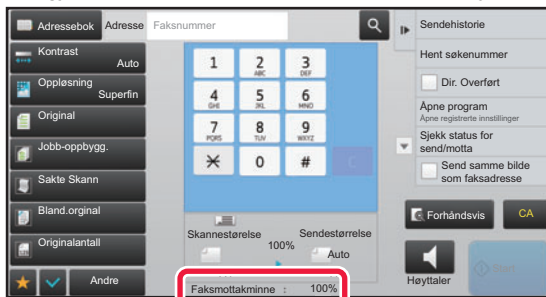 Adressebok
Adresse
Faksnummer
Kontrast
Auto
Oppløsning
Superfin
Original
Jobb-oppbygg.
Sakte Skann
Bland.orginal
Originalantall
Andre
1
2
ABC
3
DEF
4
GHI
5
JKL
6
MNO
7
PQRS
8
TUV
9
WXYZ
0
#
C
Skannestørelse
100%
Sendestørrelse
Auto
Faksmottakminne : 100%
Sendehistorie
Hent søkenummer
Dir. Overført
Åpne program
Åpne registrerte innstillinger
Sjekk status for
send/motta
Send samme bilde
som faksadresse
Forhåndsvis
CA
Høyttaler
Start